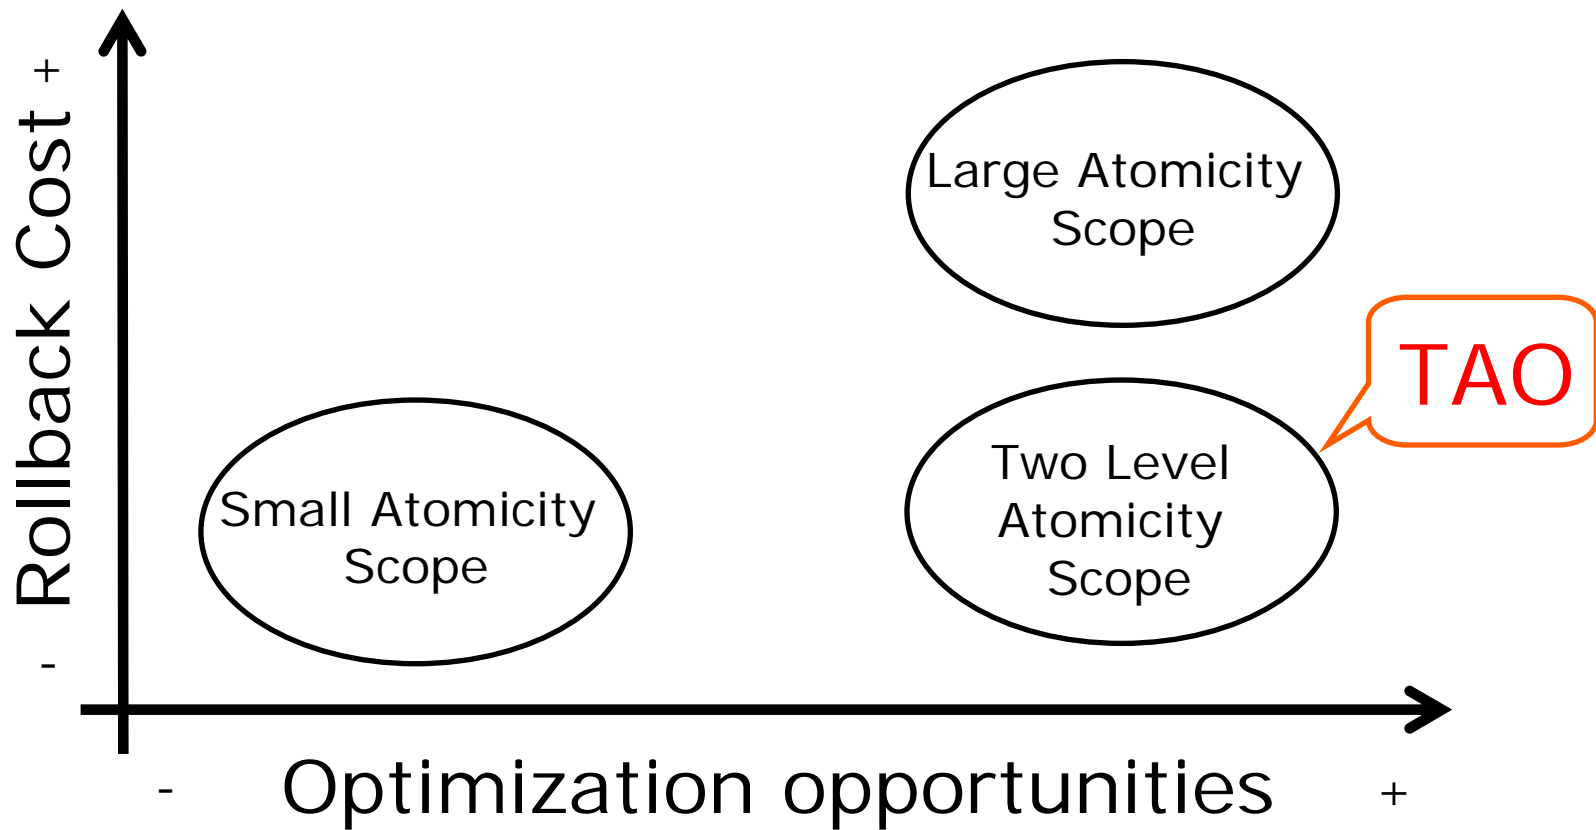 +
Rollback Cost
-
Large Atomicity
Scope
TAO
Small Atomicity
Scope
Two Level
Atomicity
Scope
-
Optimization opportunities
+